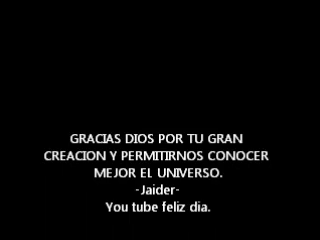 GRACIAS DIOS POR TU GRAN
CREACION Y PERMITIRNOS CONOCER
MEJOR EL UNIVERSO.
-Jaider-
You tube feliz dia.